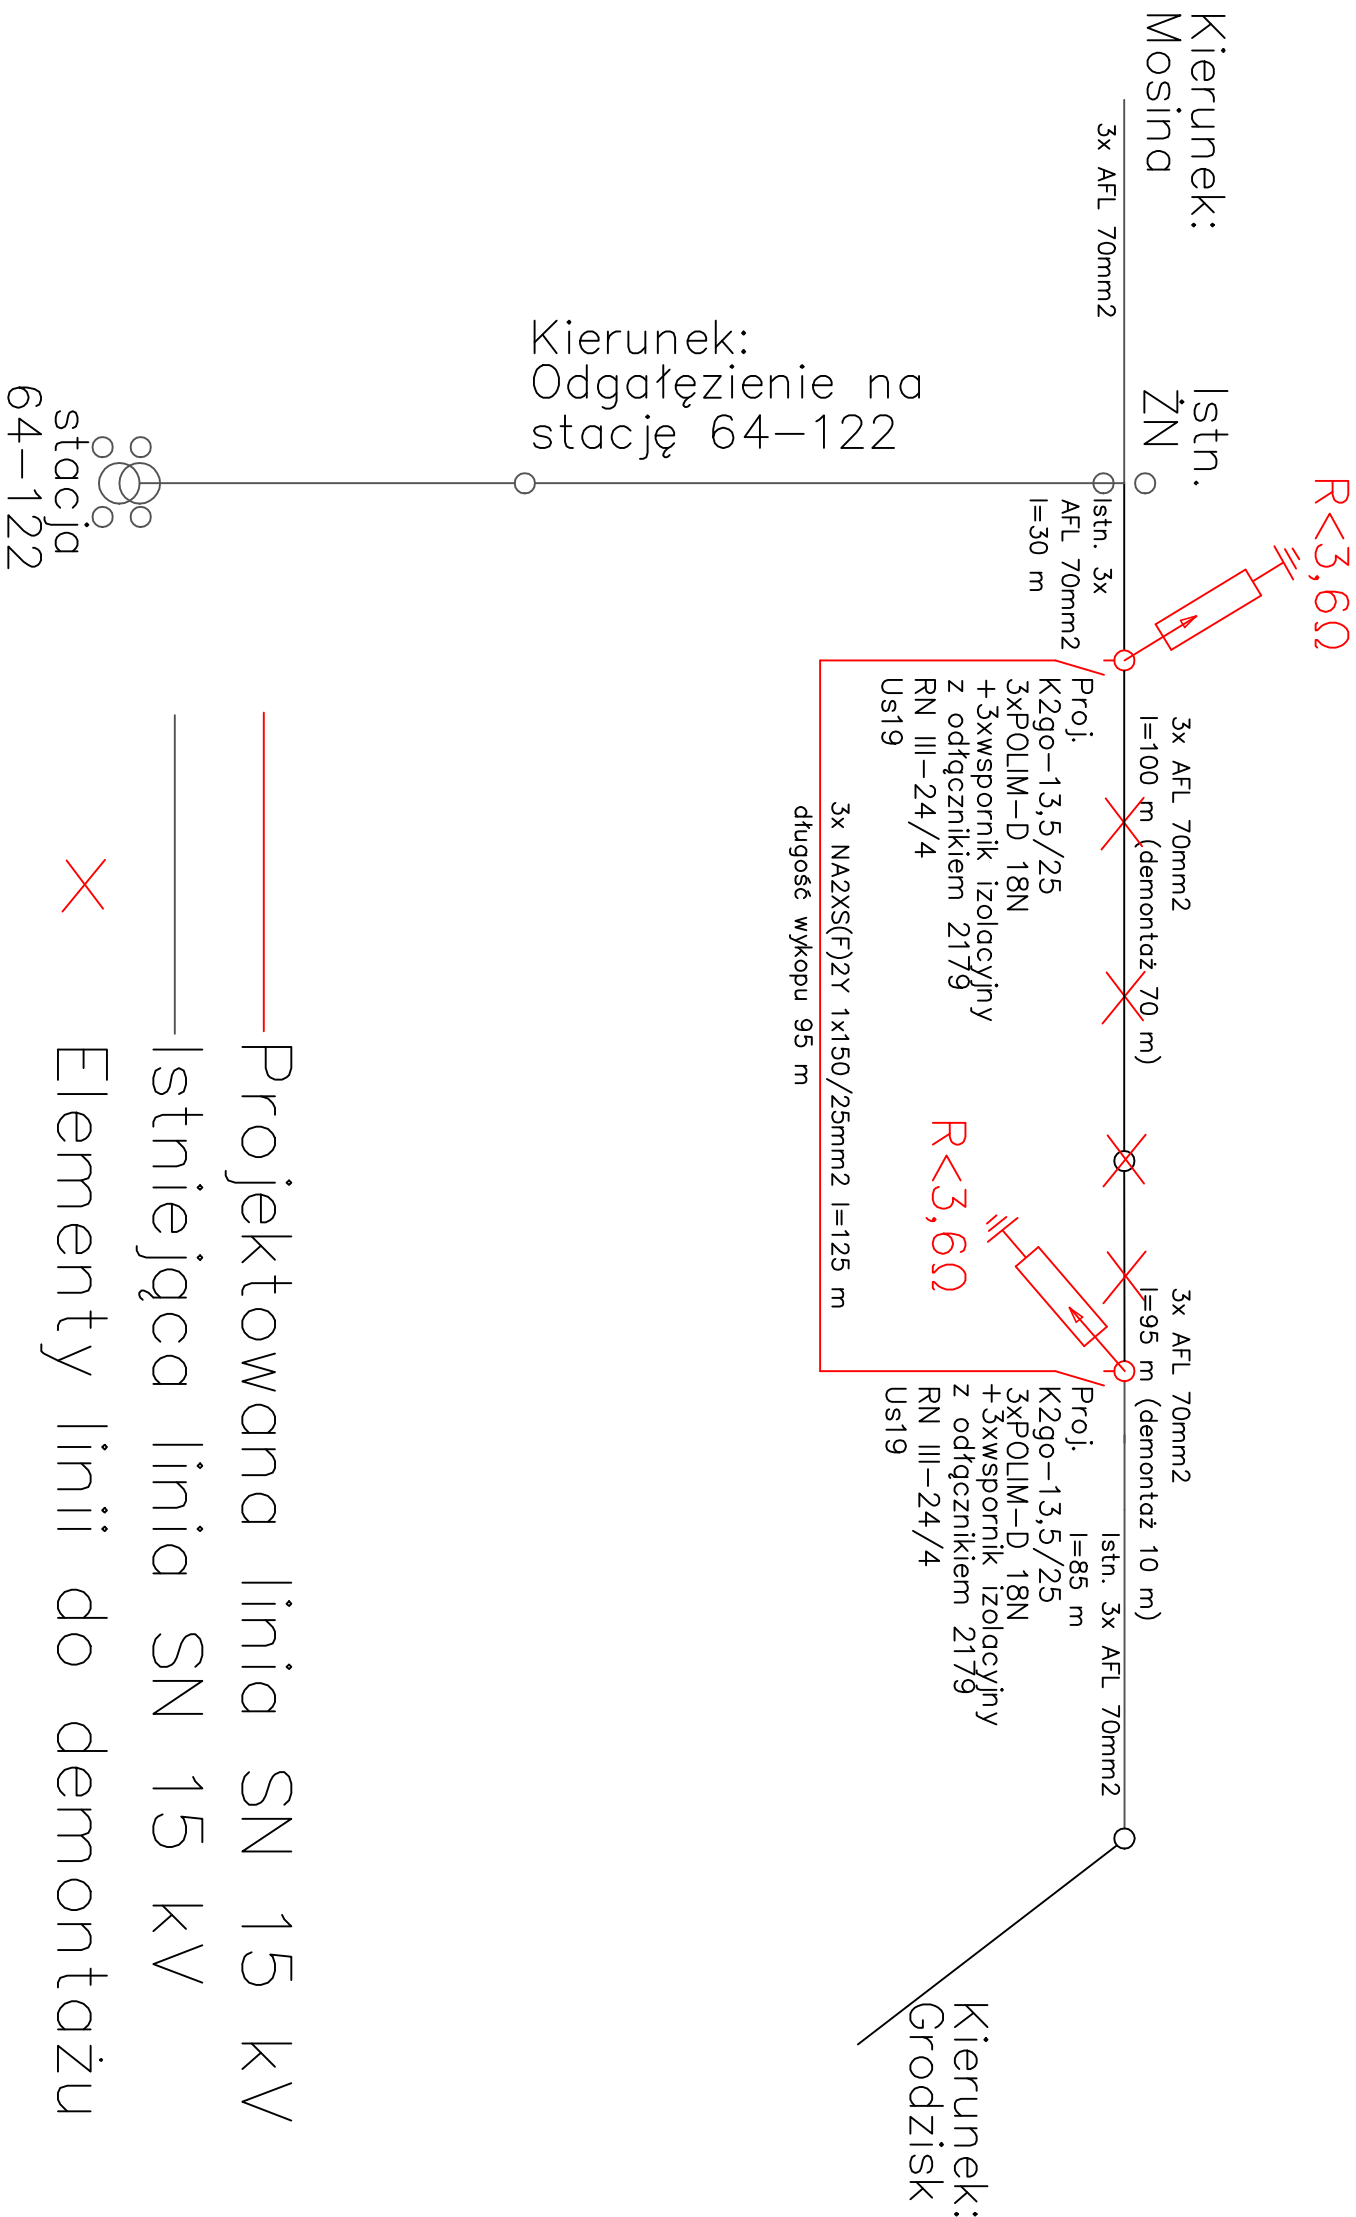 Kierunek:
Mosina
3x AFL 70mm2
Istn.
ŻN
R<3,6Ω
Kierunek:
Odgałęzienie na
stację 64-122
stacja
64-122
Istn. 3x
AFL 70mm2
l=30 m
3x AFL 70mm2
l=100 m (demontaż 70 m)
Proj.
K2go-13,5/25
3xPOLIM-D 18N
+3xwspornik izolacyjny
z odłącznikiem 2179
RN III-24/4
Us19
3x NA2XS(F)2Y 1x150/25mm2 l=125 m
długość wykopu 95 m
R<3,6Ω
3x AFL 70mm2
l=95 m (demontaż 10 m)
Istn. 3x AFL 70mm2
l=85 m
Proj.
K2go-13,5/25
3xPOLIM-D 18N
+3xwspornik izolacyjny
z odłącznikiem 2179
RN III-24/4
Us19
Kierunek:
Grodzisk
Projektowana linia SN 15 kV
Istniejąca linia SN 15 kV
Elementy linii do demontażu